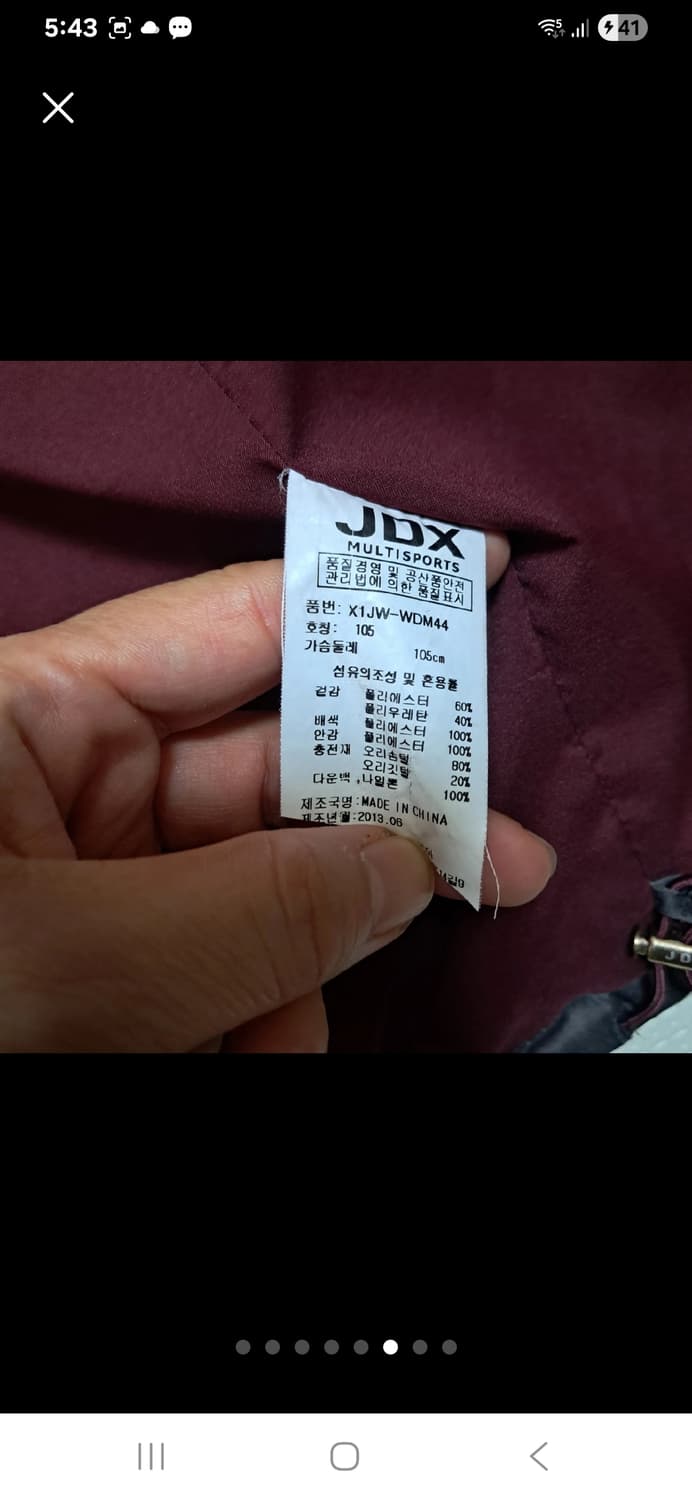 5:43
5
41
JDX
MULTISPORTS
품질경영 및 공산품안전
관리법에 의한 품질표시
품번: X1JW-WDM44
호칭: 105
가슴둘레 105cm
섬유의조성 및 혼용률
겉감 폴리에스터 60%
폴리우레탄 40%
배색 폴리에스터 100%
안감 폴리에스터 100%
충전재 오리솜털 80%
오리깃털 20%
다운백 ,나일론 100%
제조국명:MADE IN CHINA
제조년월:2013.06
JD